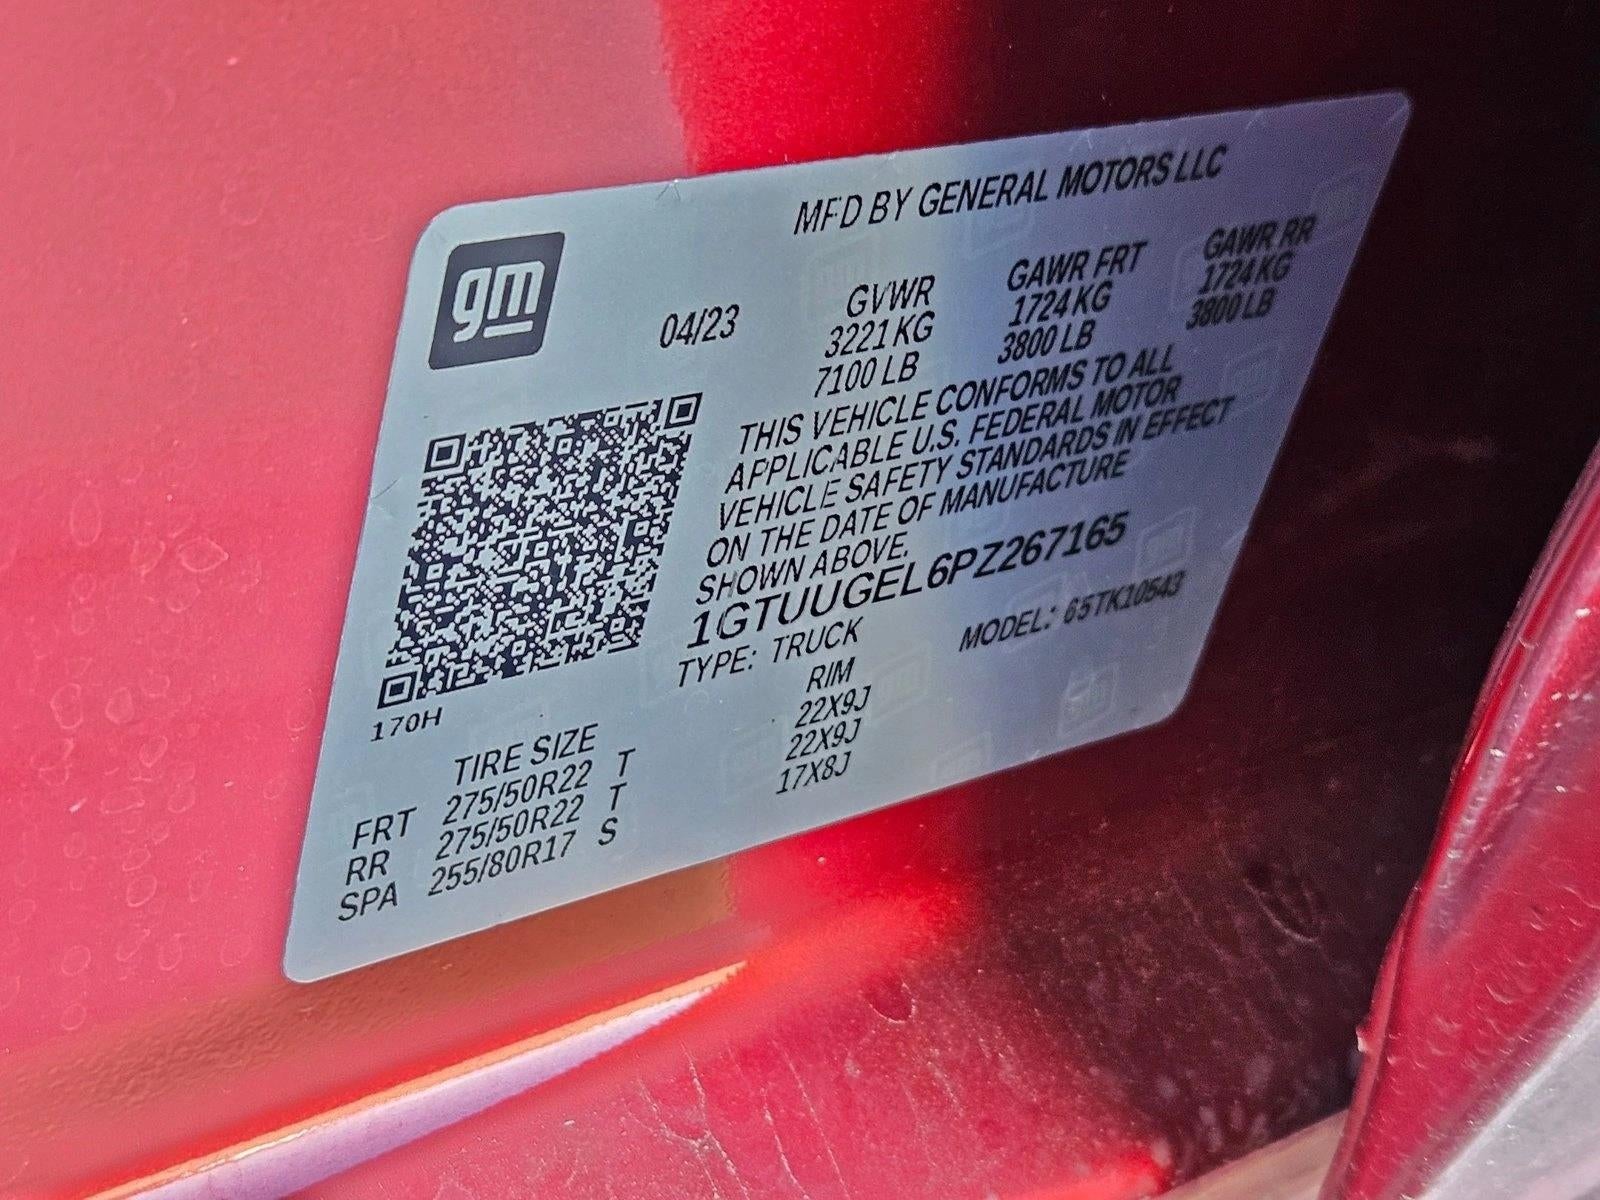 gm
MFD BY GENERAL MOTORS LLC
04/23 GVWR GAWR FRT GAWR RR
3221 KG 1724 KG 1724 KG
7100 LB 3800 LB 3800 LB
THIS VEHICLE CONFORMS TO ALL
APPLICABLE U.S. FEDERAL MOTOR
VEHICLE SAFETY STANDARDS IN EFFECT
ON THE DATE OF MANUFACTURE
SHOWN ABOVE.
1GTUUGEL6PZ267165
TYPE: TRUCK MODEL: 65TK10543
170H
TIRE SIZE RIM
FRT 275/50R22 T 22X9J
RR 275/50R22 T 22X9J
SPA 255/80R17 S 17X8J